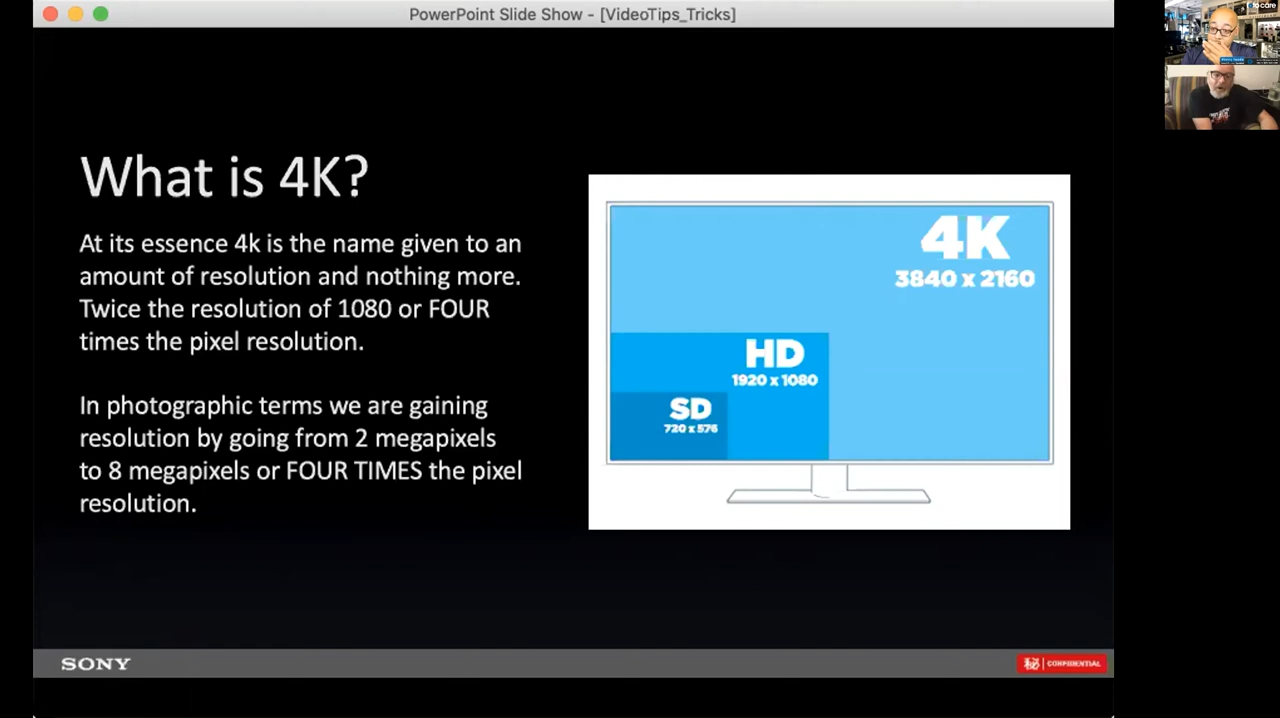 PowerPoint Slide Show - [VideoTips_Tricks]
What is 4K?
At its essence 4k is the name given to an
amount of resolution and nothing more.
Twice the resolution of 1080 or FOUR
times the pixel resolution.
In photographic terms we are gaining
resolution by going from 2 megapixels
to 8 megapixels or FOUR TIMES the pixel
resolution.
4K
3840 x 2160
HD
1920 x 1080
SD
720 x 576
SONY
CONFIDENTIAL
to care